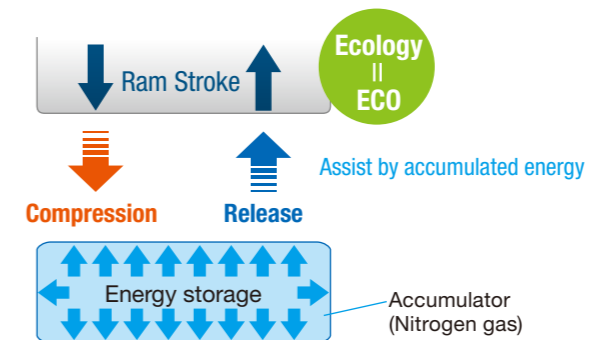 Ecology
=
ECO
Ram Stroke
Assist by accumulated energy
Compression
Release
Energy storage
Accumulator
(Nitrogen gas)